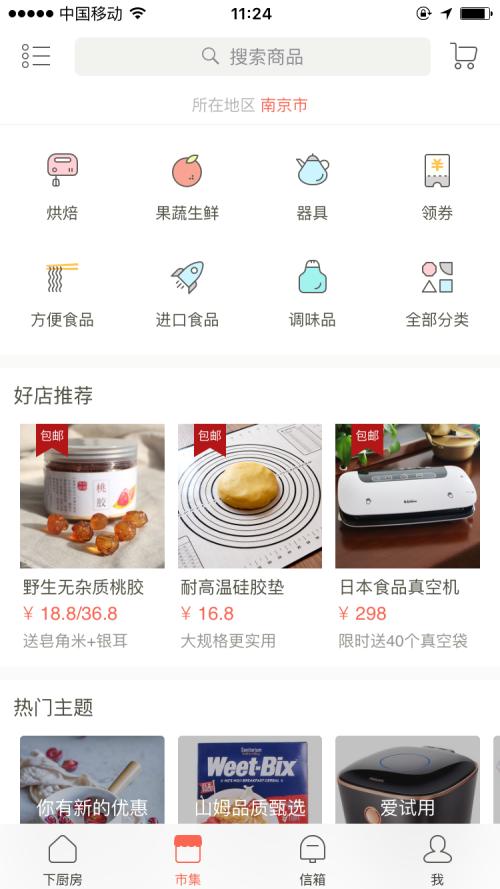 中国移动 11:24
搜索商品
所在地区 南京市
烘焙 果蔬生鲜 器具 领券
方便食品 进口食品 调味品 全部分类
好店推荐
包邮 包邮 包邮
桃胶
野生无杂质桃胶 耐高温硅胶垫 日本食品真空机
¥ 18.8/36.8 ¥ 16.8 ¥ 298
送皂角米+银耳 大规格更实用 限时送40个真空袋
热门主题
Sanitarium
Weet-Bix
你有新的优惠 山姆品质甄选 爱试用
下厨房 市集 信箱 我